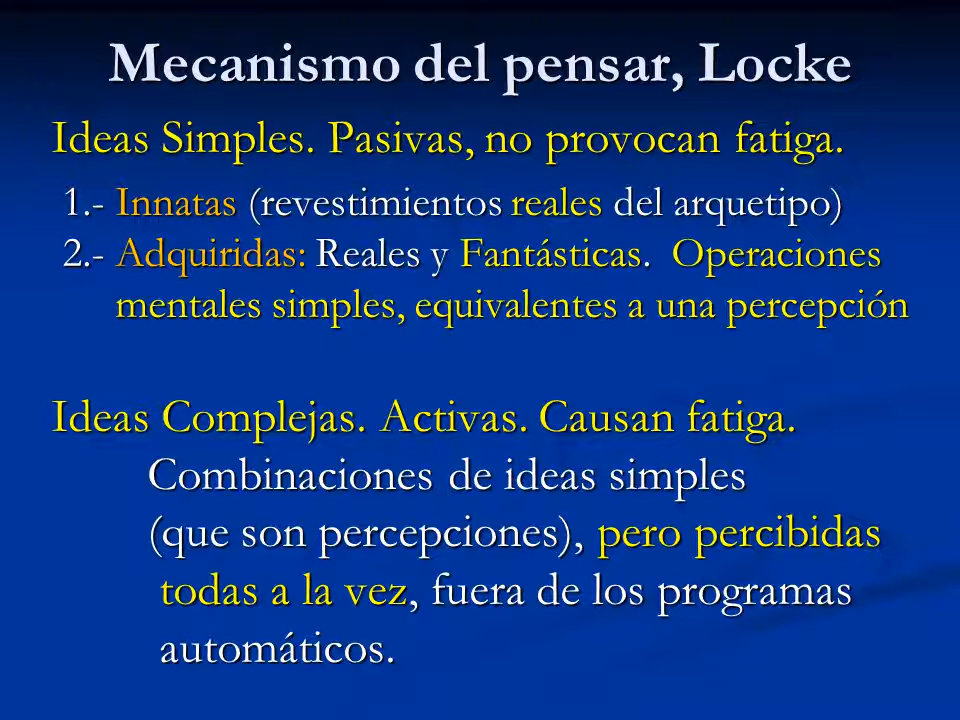 Mecanismo del pensar, Locke
Ideas Simples. Pasivas, no provocan fatiga.
1.- Innatas (revestimientos reales del arquetipo)
2.- Adquiridas: Reales y Fantásticas. Operaciones
mentales simples, equivalentes a una percepción
Ideas Complejas. Activas. Causan fatiga.
Combinaciones de ideas simples
(que son percepciones), pero percibidas
todas a la vez, fuera de los programas
automáticos.